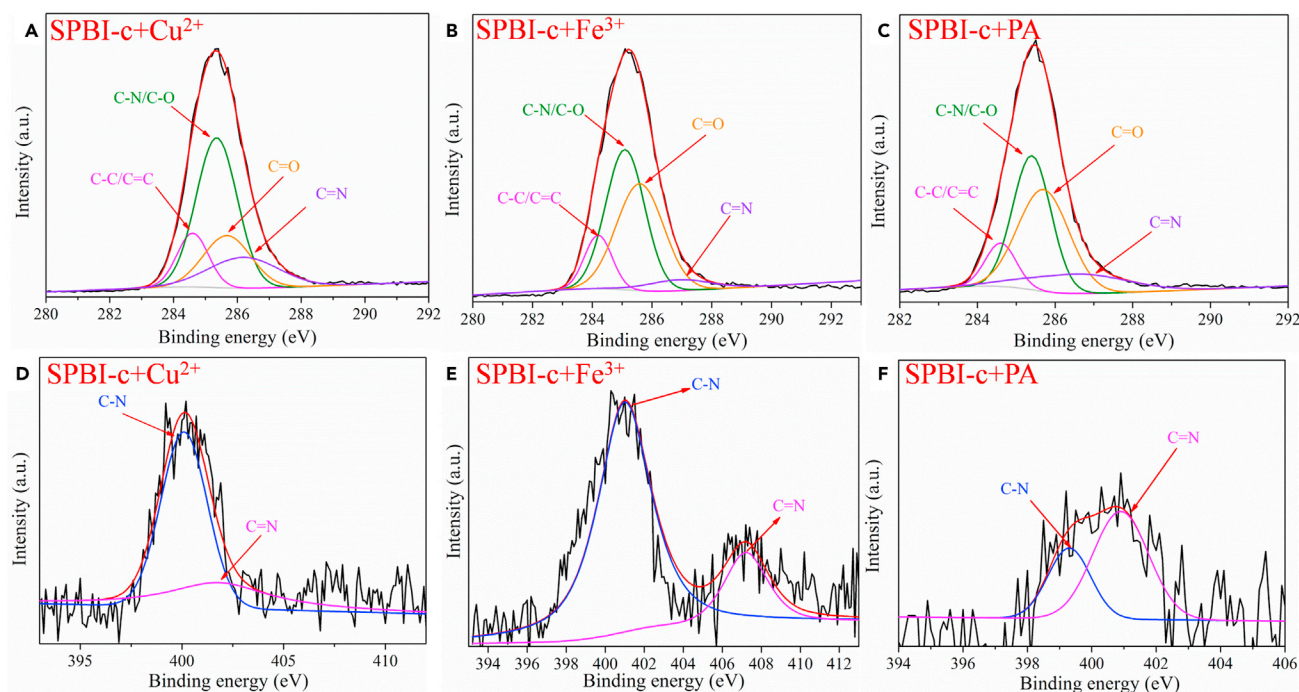 A
SPBI-c+Cu²⁺
C-N/C-O
C=O
C-C/C=C
C=N
Intensity (a.u.)
280 282 284 286 288 290 292
Binding energy (eV)
B
SPBI-c+Fe³⁺
C-N/C-O
C=O
C-C/C=C
C=N
Intensity (a.u.)
280 282 284 286 288 290 292
Binding energy (eV)
C
SPBI-c+PA
C-N/C-O
C=O
C-C/C=C
C=N
Intensity (a.u.)
282 284 286 288 290 292
Binding energy (eV)
D
SPBI-c+Cu²⁺
C-N
C=N
Intensity (a.u.)
395 400 405 410
Binding energy (eV)
E
SPBI-c+Fe³⁺
C-N
C=N
Intensity (a.u.)
394 396 398 400 402 404 406 408 410 412
Binding energy (eV)
F
SPBI-c+PA
C=N
C-N
Intensity (a.u.)
394 396 398 400 402 404 406
Binding energy (eV)